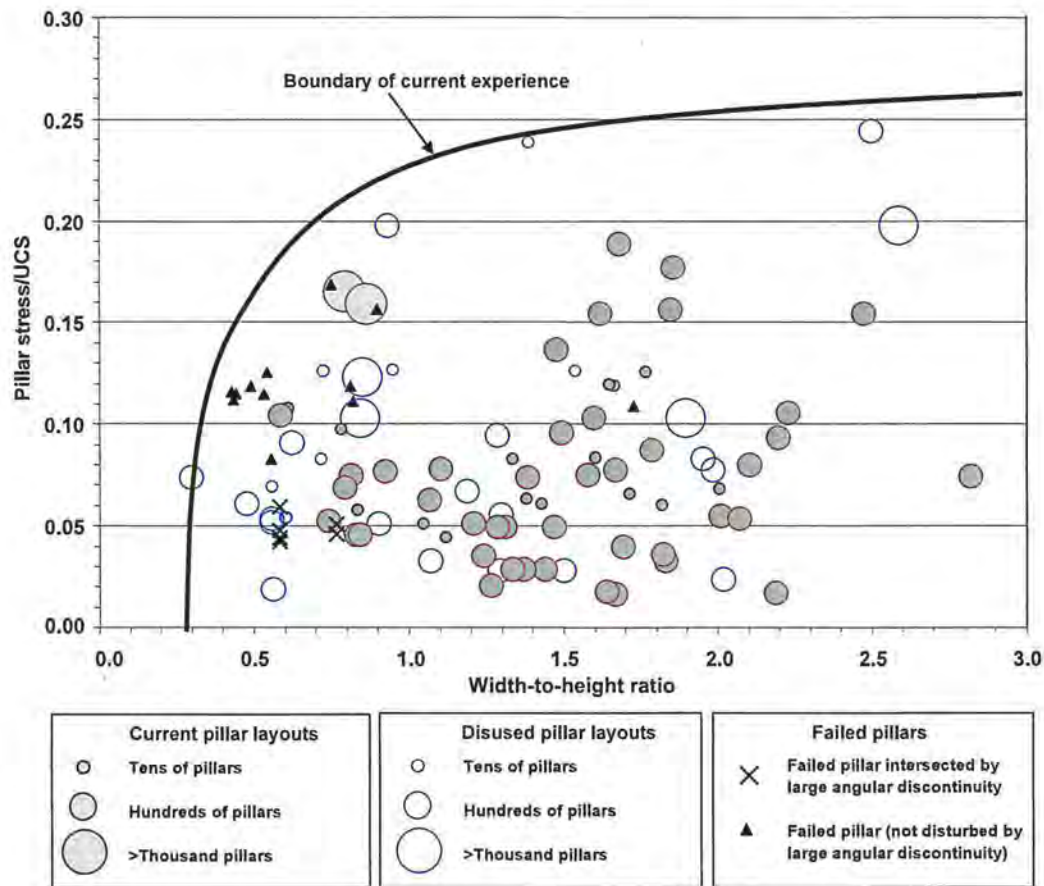 0.30
Boundary of current experience
0.25
0.20
0.15
0.10
0.05
0.00
Pillar stress/UCS
0.0 0.5 1.0 1.5 2.0 2.5 3.0
Width-to-height ratio
Current pillar layouts
Tens of pillars
Hundreds of pillars
>Thousand pillars
Disused pillar layouts
Tens of pillars
Hundreds of pillars
>Thousand pillars
Failed pillars
Failed pillar intersected by
large angular discontinuity
Failed pillar (not disturbed by
large angular discontinuity)